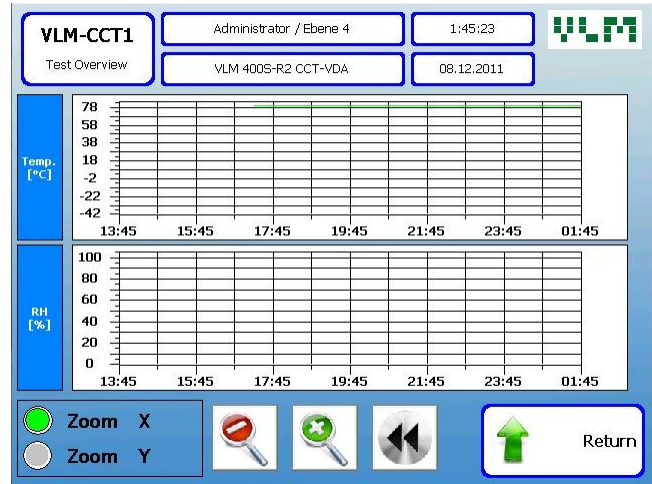 VLM-CCT1
Test Overview
Administrator / Ebene 4
1:45:23
VLM
VLM 400S-R2 CCT-VDA
08.12.2011
Temp.
[°C]
78
58
38
18
-2
-22
-42
13:45 15:45 17:45 19:45 21:45 23:45 01:45
RH
[%]
100
80
60
40
20
0
13:45 15:45 17:45 19:45 21:45 23:45 01:45
Zoom X
Zoom Y
Return